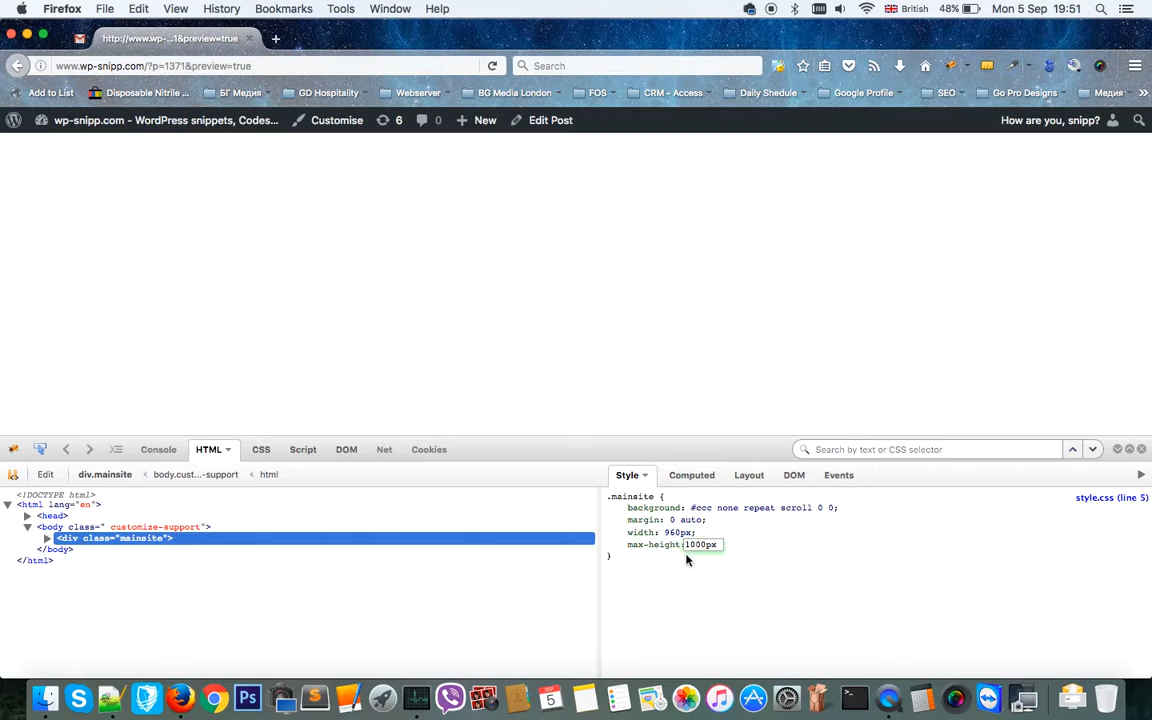 Firefox File Edit View History Bookmarks Tools Window Help British 48% Mon 5 Sep 19:51
http://www.wp-...1&preview=true
www.wp-snipp.com/?p=1371&preview=true Search
Add to List Disposable Nitrile ... БГ Медиа GD Hospitality Webserver BG Media London FOS CRM - Access Daily Shedule Google Profile SEO Go Pro Designs Медия
wp-snipp.com – WordPress snippets, Codes... Customise 6 0 New Edit Post How are you, snipp?
Console HTML CSS Script DOM Net Cookies Search by text or CSS selector
Edit div.mainsite < body.cust...-support < html Style Computed Layout DOM Events
<!DOCTYPE html>
<html lang="en">
<head>
<body class=" customize-support">
<div class="mainsite">
</body>
</html>
.mainsite { style.css (line 5)
background: #ccc none repeat scroll 0 0;
margin: 0 auto;
width: 960px;
max-height: 1000px
}
5